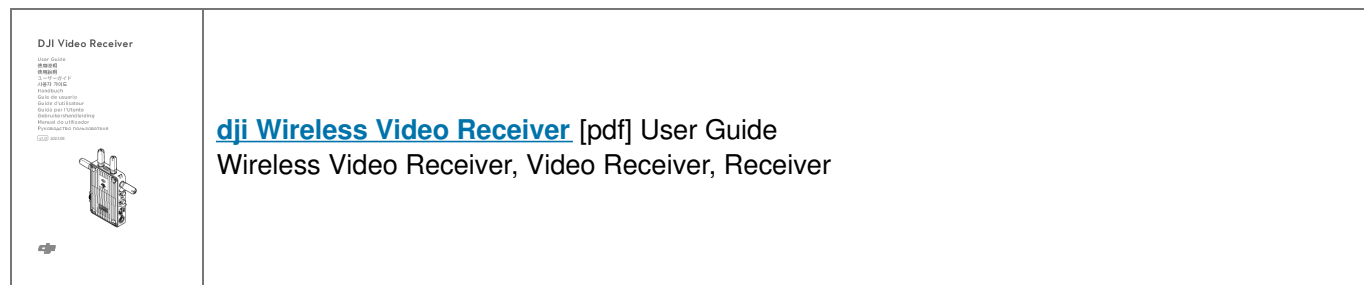 DJI Video Receiver
User Guide
使用说明
使用說明
ユーザーガイド
사용자 가이드
Handbuch
Guía de usuario
Guide d'utilisateur
Guida per l'Utente
Gebruikershandleiding
Manual do utilizador
Руководство пользователя
dji Wireless Video Receiver [pdf] User Guide
Wireless Video Receiver, Video Receiver, Receiver